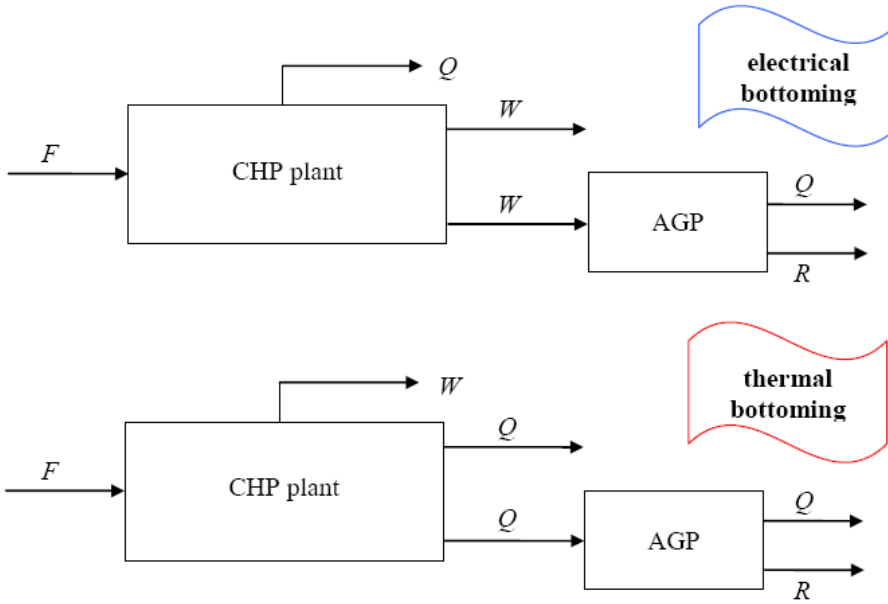 Q
electrical
bottoming
W
F
CHP plant
W
Q
AGP
R
W
thermal
bottoming
Q
F
CHP plant
Q
Q
AGP
R